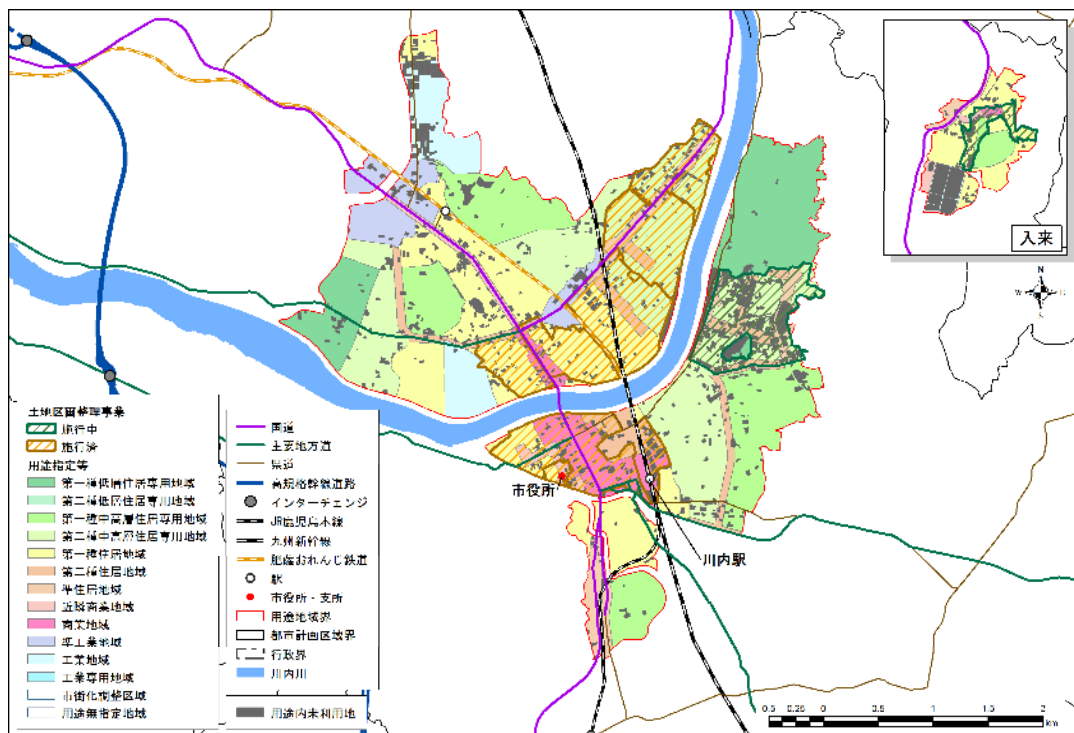 入来
N
W
E
S
市役所
川内駅
土地区画整理事業
施行中
施行済
用途指定等
第一種低層住居専用地域
第二種低層住居専用地域
第一種中高層住居専用地域
第二種中高層住居専用地域
第一種住居地域
第二種住居地域
準住居地域
近隣商業地域
商業地域
準工業地域
工業地域
工業専用地域
市街化調整区域
用途無指定地域
国道
主要地方道
県道
高規格幹線道路
インターチェンジ
JR鹿児島本線
九州新幹線
肥薩おれんじ鉄道
駅
市役所・支所
用途地域界
都市計画区域界
行政界
川内川
用途内未利用地
0.5 0.25 0 0.5 1 1.5 2
km